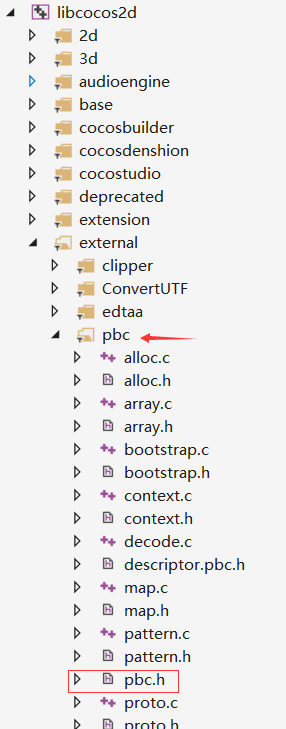 libcocos2d
2d
3d
audioengine
base
cocosbuilder
cocosdenshion
cocostudio
deprecated
extension
external
clipper
ConvertUTF
edtaa
pbc
alloc.c
alloc.h
array.c
array.h
bootstrap.c
bootstrap.h
context.c
context.h
decode.c
descriptor.pbc.h
map.c
map.h
pattern.c
pattern.h
pbc.h
proto.c
proto.h